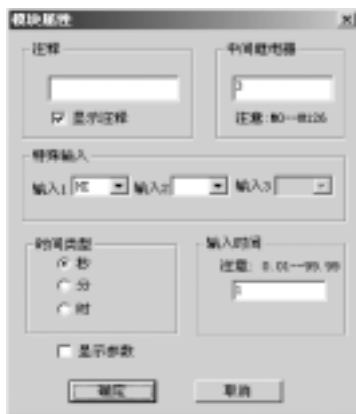 模块属性
注释
显示注释
中间继电器
注意:M0--M126
特殊输入
输入1 输入2 输入3
时间类型
秒
分
时
输入时间
注意: 0.01--99.99
1
显示参数
确定 取消